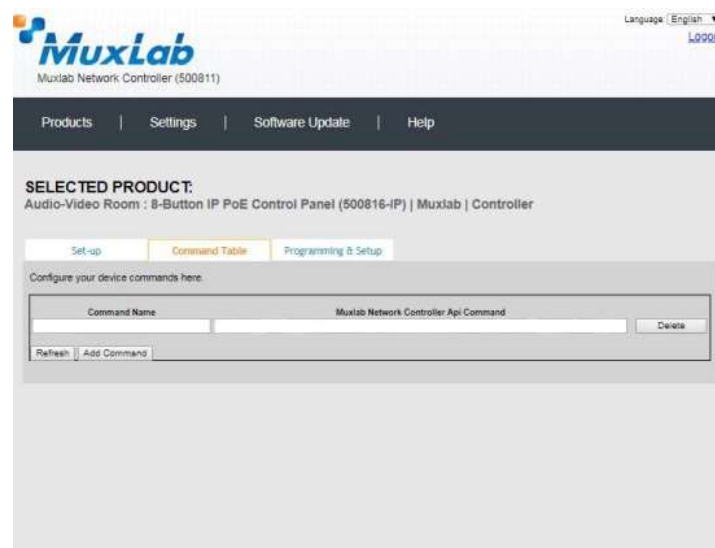 Language: English
Logou
MuxLab
Muxlab Network Controller (500811)
Products | Settings | Software Update | Help
SELECTED PRODUCT:
Audio-Video Room : 8-Button IP PoE Control Panel (500816-IP) | Muxlab | Controller
Set-up Command Table Programming & Setup
Configure your device commands here.
Command Name Muxlab Network Controller Api Command
Delete
Refresh Add Command